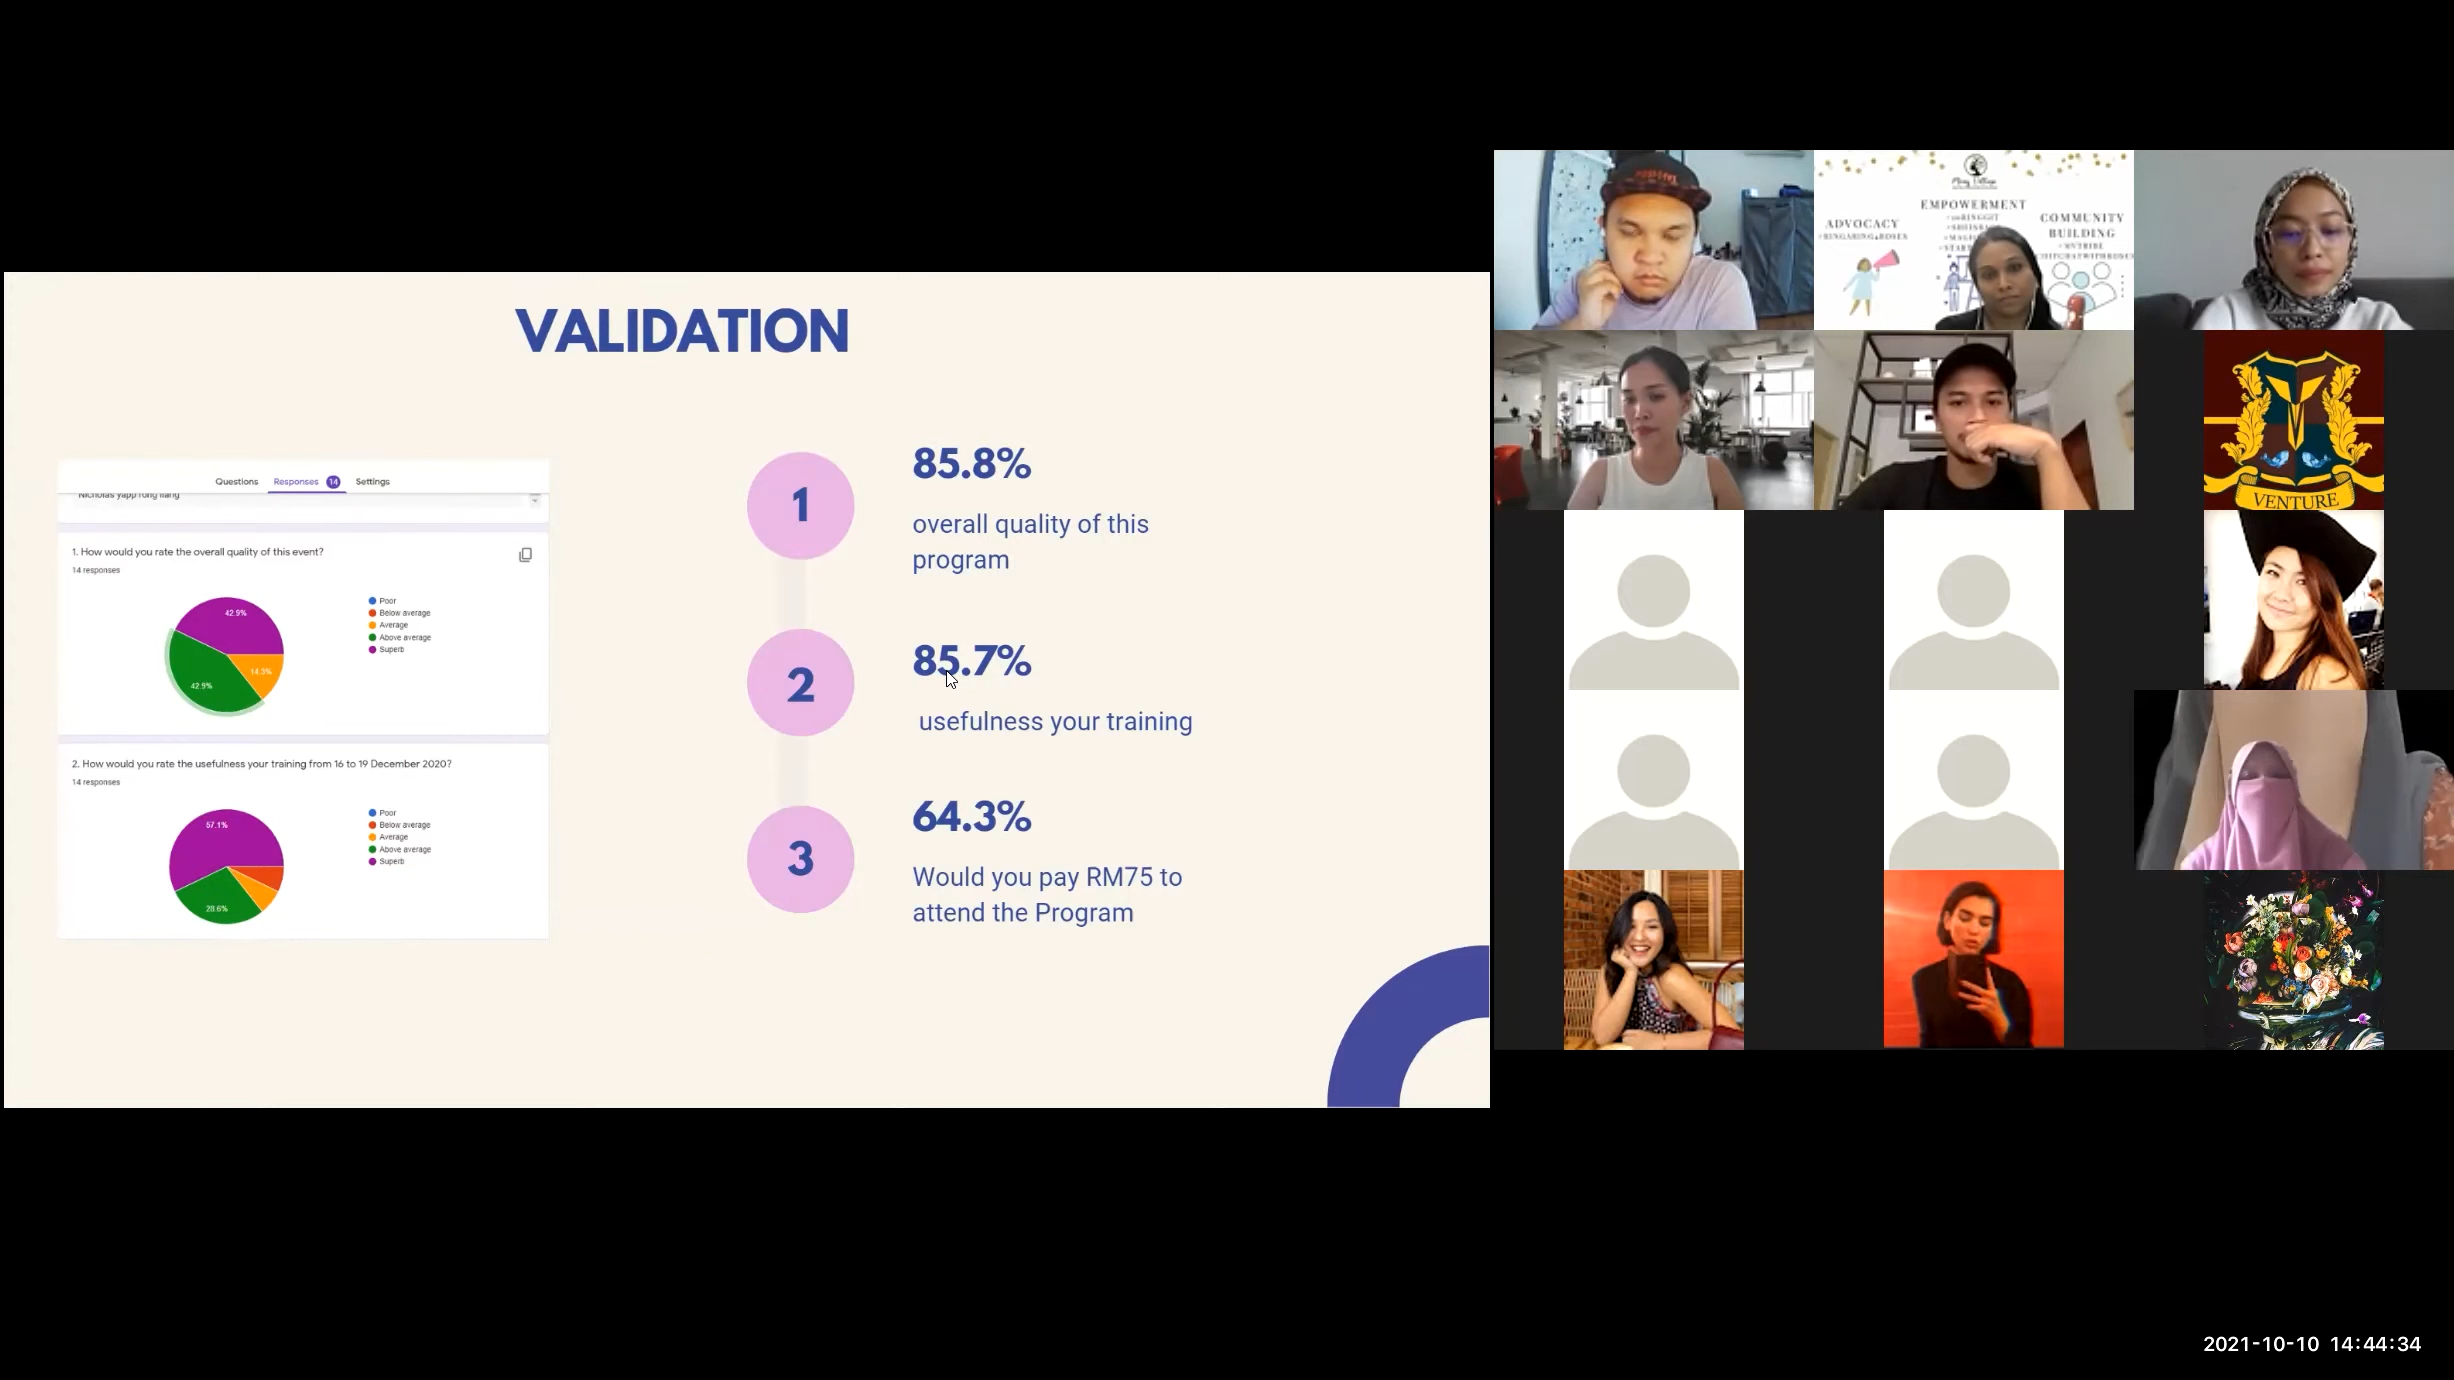 VALIDATION
Questions Responses 14 Settings
Nicholas yapp rong liang
1. How would you rate the overall quality of this event?
14 responses
42.9%
14.3%
42.9%
Poor
Below average
Average
Above average
Superb
2. How would you rate the usefulness your training from 16 to 19 December 2020?
14 responses
57.1%
28.6%
Poor
Below average
Average
Above average
Superb
1
85.8%
overall quality of this
program
2
85.7%
usefulness your training
3
64.3%
Would you pay RM75 to
attend the Program
ADVOCACY
EMPOWERMENT
COMMUNITY
BUILDING
VENTURE
2021-10-10 14:44:34